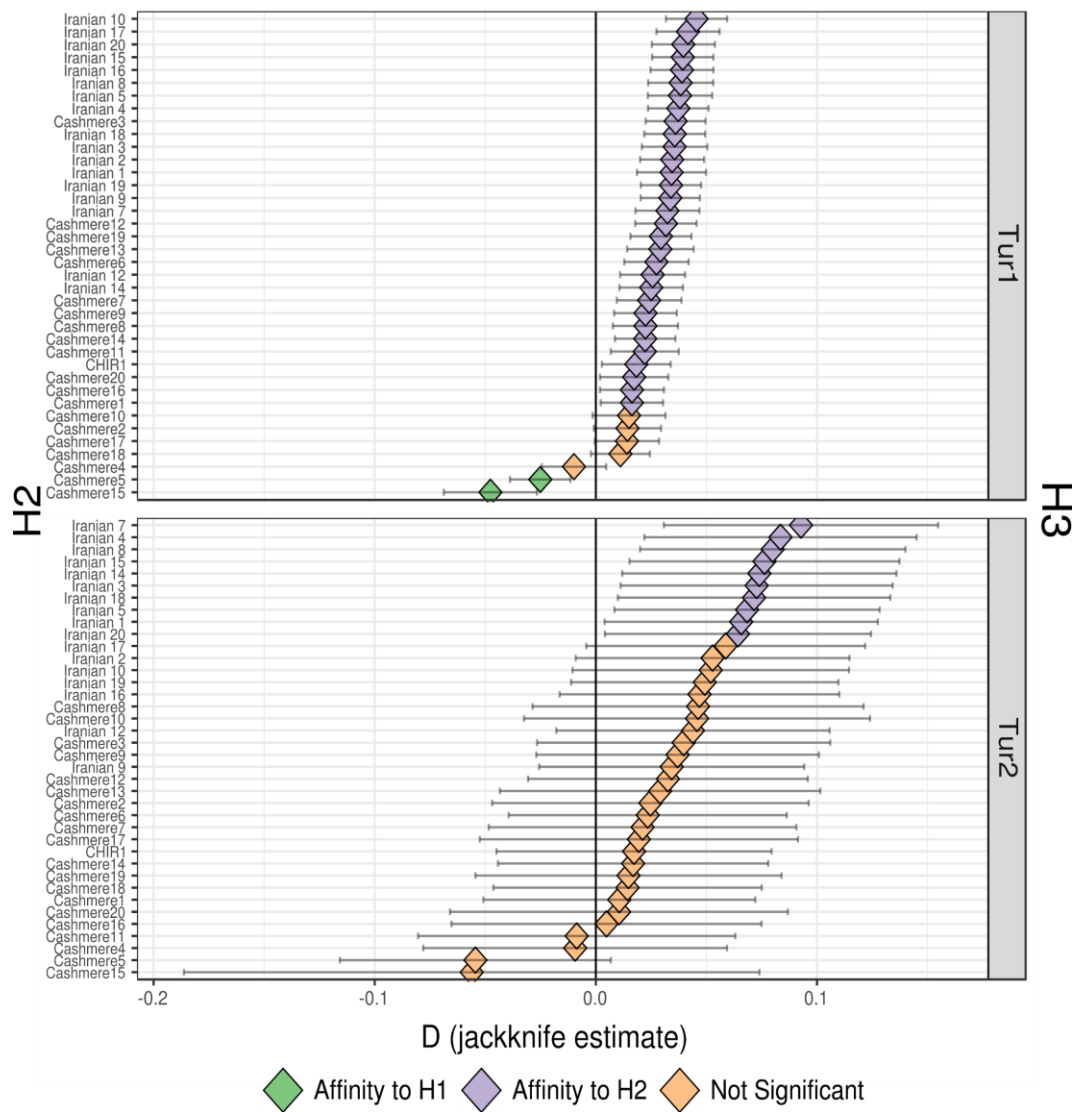 Iranian 10
Iranian 17
Iranian 20
Iranian 15
Iranian 16
Iranian 8
Iranian 5
Iranian 4
Cashmere3
Iranian 18
Iranian 3
Iranian 2
Iranian 1
Iranian 19
Iranian 9
Iranian 7
Cashmere12
Cashmere19
Cashmere13
Cashmere6
Iranian 12
Iranian 14
Cashmere7
Cashmere9
Cashmere8
Cashmere14
Cashmere11
CHIR1
Cashmere20
Cashmere16
Cashmere1
Cashmere10
Cashmere2
Cashmere17
Cashmere18
Cashmere4
Cashmere5
Cashmere15
Tur1
H2
H3
Iranian 7
Iranian 4
Iranian 8
Iranian 15
Iranian 14
Iranian 3
Iranian 18
Iranian 5
Iranian 1
Iranian 20
Iranian 17
Iranian 2
Iranian 10
Iranian 19
Iranian 16
Cashmere8
Cashmere10
Iranian 12
Cashmere3
Cashmere9
Iranian 9
Cashmere12
Cashmere13
Cashmere2
Cashmere6
Cashmere7
Cashmere17
CHIR1
Cashmere14
Cashmere19
Cashmere18
Cashmere1
Cashmere20
Cashmere16
Cashmere11
Cashmere4
Cashmere5
Cashmere15
Tur2
-0.2 -0.1 0.0 0.1
D (jackknife estimate)
Affinity to H1 Affinity to H2 Not Significant